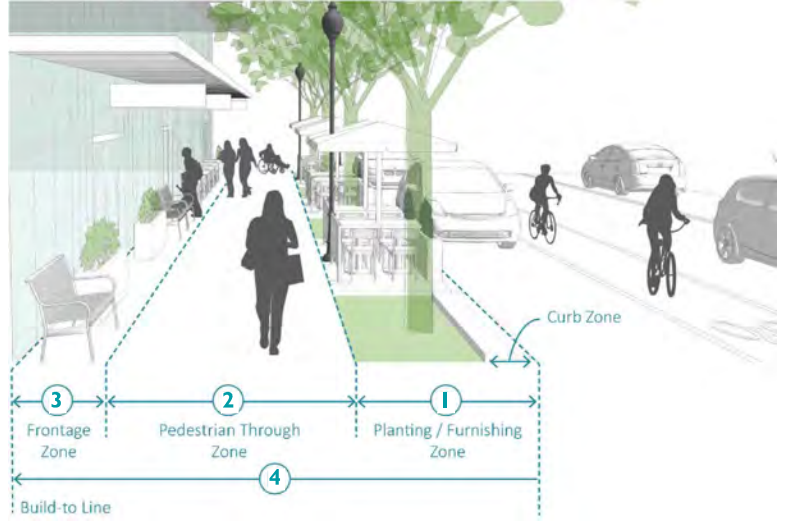 Curb Zone
3
2
1
Frontage
Zone
Pedestrian Through
Zone
Planting / Furnishing
Zone
4
Build-to Line